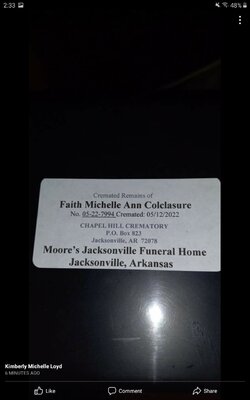 2:33
48%
Cremated Remains of
Faith Michelle Ann Colclasure
No. 05-22-7994 Cremated: 05/12/2022
CHAPEL HILL CREMATORY
P.O. Box 823
Jacksonville, AR 72078
Moore's Jacksonville Funeral Home
Jacksonville, Arkansas
Kimberly Michelle Loyd
6 MINUTES AGO
Like
Comment
Share